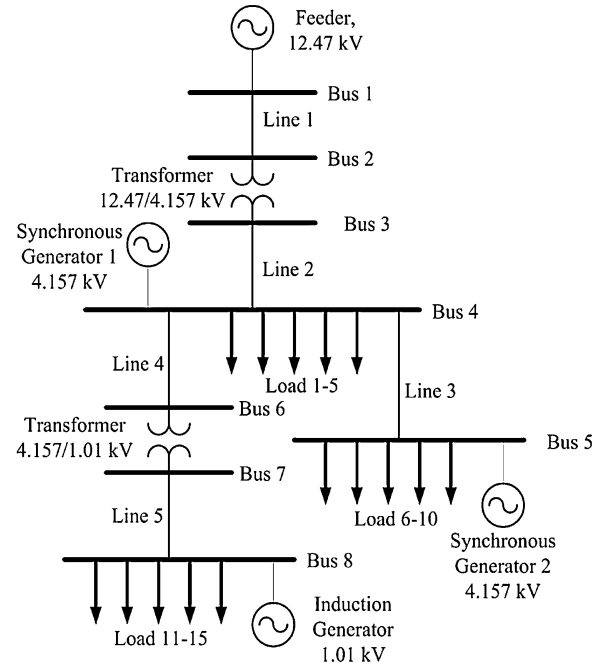 Feeder,
12.47 kV
Bus 1
Line 1
Bus 2
Transformer
12.47/4.157 kV
Bus 3
Synchronous
Generator 1
4.157 kV
Line 2
Bus 4
Line 4
Load 1-5
Line 3
Bus 6
Transformer
4.157/1.01 kV
Bus 5
Bus 7
Line 5
Load 6-10
Synchronous
Generator 2
4.157 kV
Bus 8
Load 11-15
Induction
Generator
1.01 kV